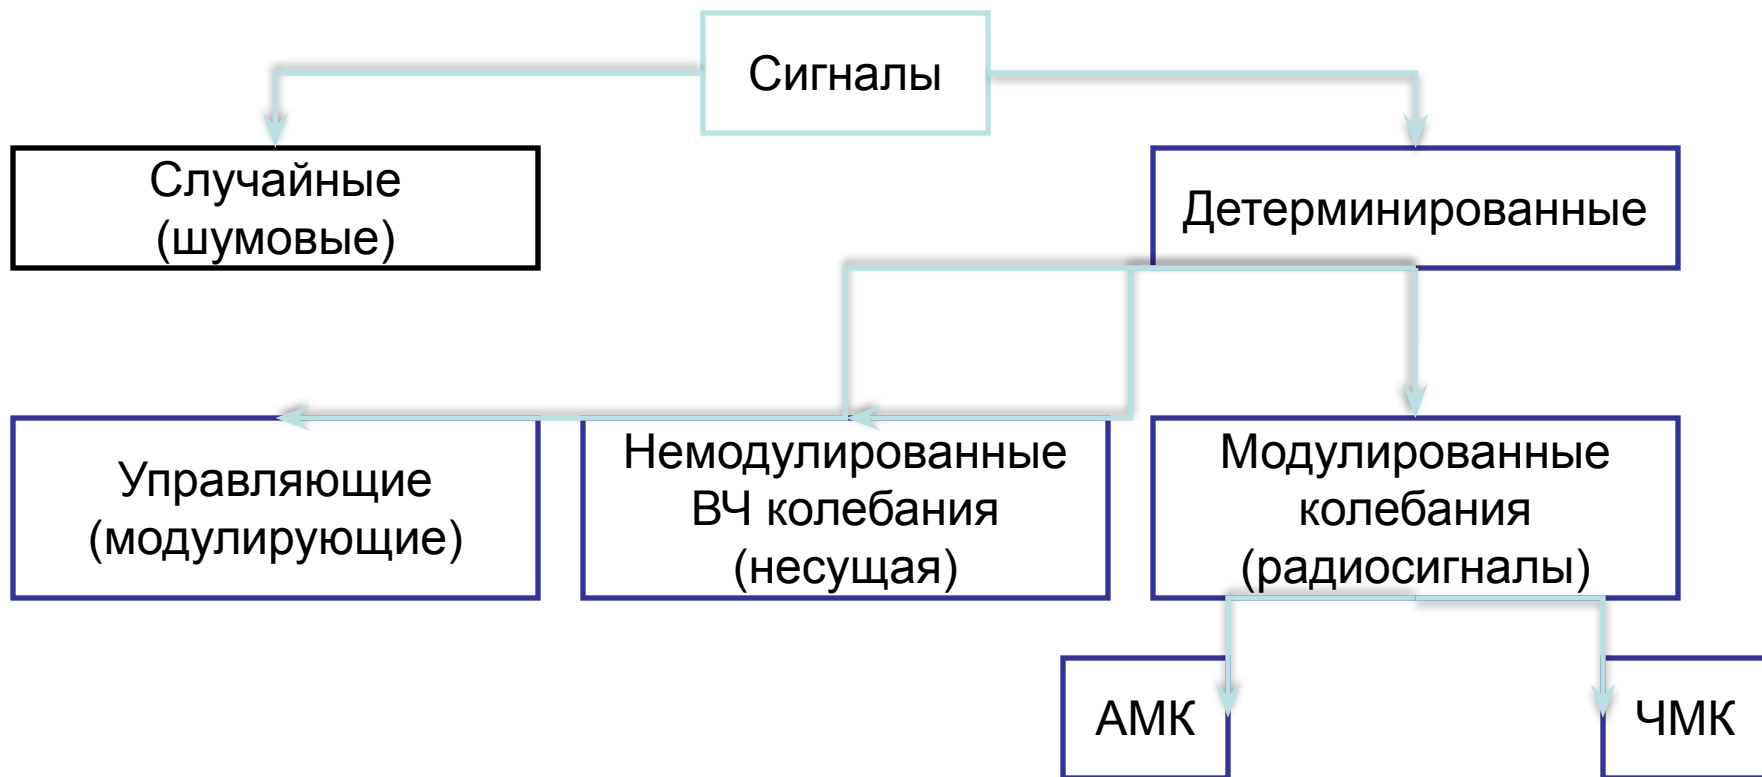 Сигналы
Случайные
(шумовые)
Детерминированные
Управляющие
(модулирующие)
Немодулированные
ВЧ колебания
(несущая)
Модулированные
колебания
(радиосигналы)
АМК
ЧМК